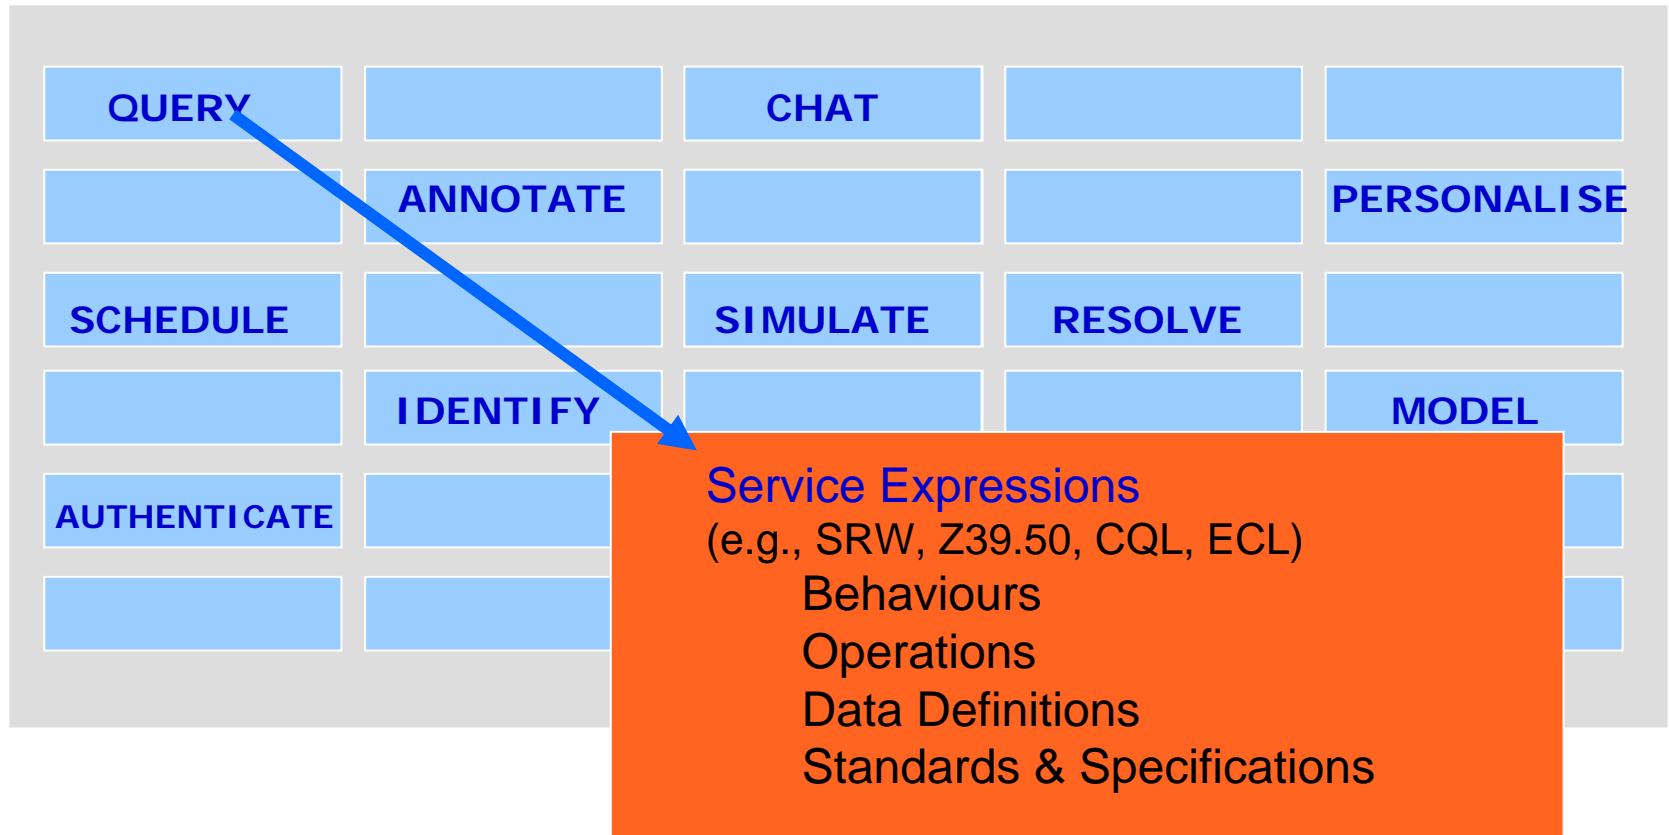 QUERY CHAT
ANNOTATE PERSONALISE
SCHEDULE SIMULATE RESOLVE
IDENTIFY MODEL
AUTHENTICATE
Service Expressions
(e.g., SRW, Z39.50, CQL, ECL)
Behaviours
Operations
Data Definitions
Standards & Specifications